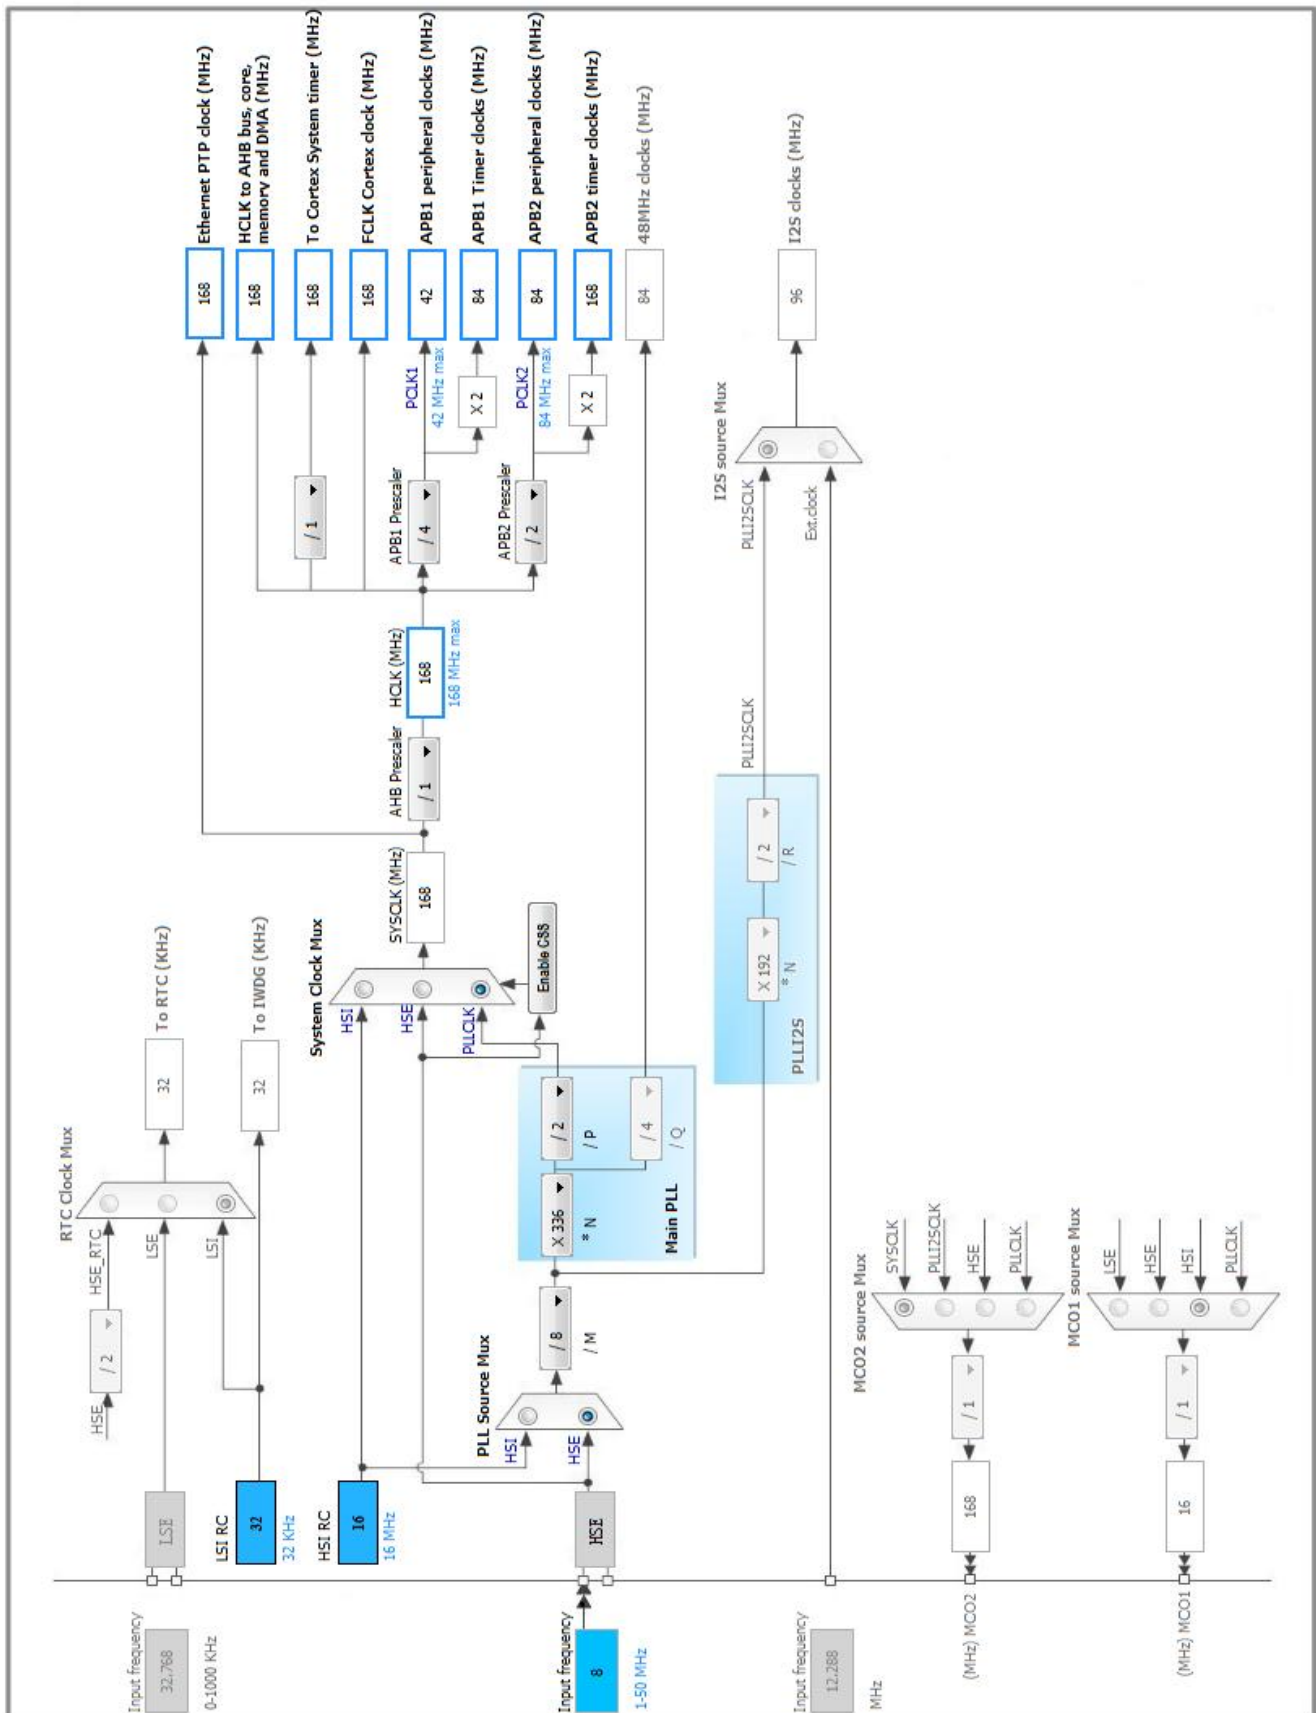 Input frequency
32.768
0-1000 KHz
LSE
HSE
/ 2
HSE_RTC
LSE
LSI
RTC Clock Mux
32
To RTC (KHz)
LSI RC
32
32 KHz
32
To IWDG (KHz)
HSI RC
16
16 MHz
System Clock Mux
HSI
HSE
PLLCLK
Enable CSS
SYSCLK (MHz)
168
AHB Prescaler
/ 1
HCLK (MHz)
168
168 MHz max
/ 1
APB1 Prescaler
/ 4
PCLK1
42 MHz max
X 2
APB2 Prescaler
/ 2
PCLK2
84 MHz max
X 2
168
Ethernet PTP clock (MHz)
168
HCLK to AHB bus, core,
memory and DMA (MHz)
168
To Cortex System timer (MHz)
168
FCLK Cortex clock (MHz)
42
APB1 peripheral clocks (MHz)
84
APB1 Timer clocks (MHz)
84
APB2 peripheral clocks (MHz)
168
APB2 timer clocks (MHz)
84
48MHz clocks (MHz)
Input frequency
8
1-50 MHz
HSE
PLL Source Mux
HSI
HSE
/ 8
/ M
X 336
* N
/ 2
/ P
/ 4
/ Q
Main PLL
X 192
* N
/ 2
/ R
PLLI2S
PLLI2SCLK
PLLI2SCLK
Ext.clock
I2S source Mux
96
I2S clocks (MHz)
Input frequency
12.288
MHz
MCO2 source Mux
SYSCLK
PLLI2SCLK
HSE
PLLCLK
/ 1
168
(MHz) MCO2
MCO1 source Mux
LSE
HSE
HSI
PLLCLK
/ 1
16
(MHz) MCO1